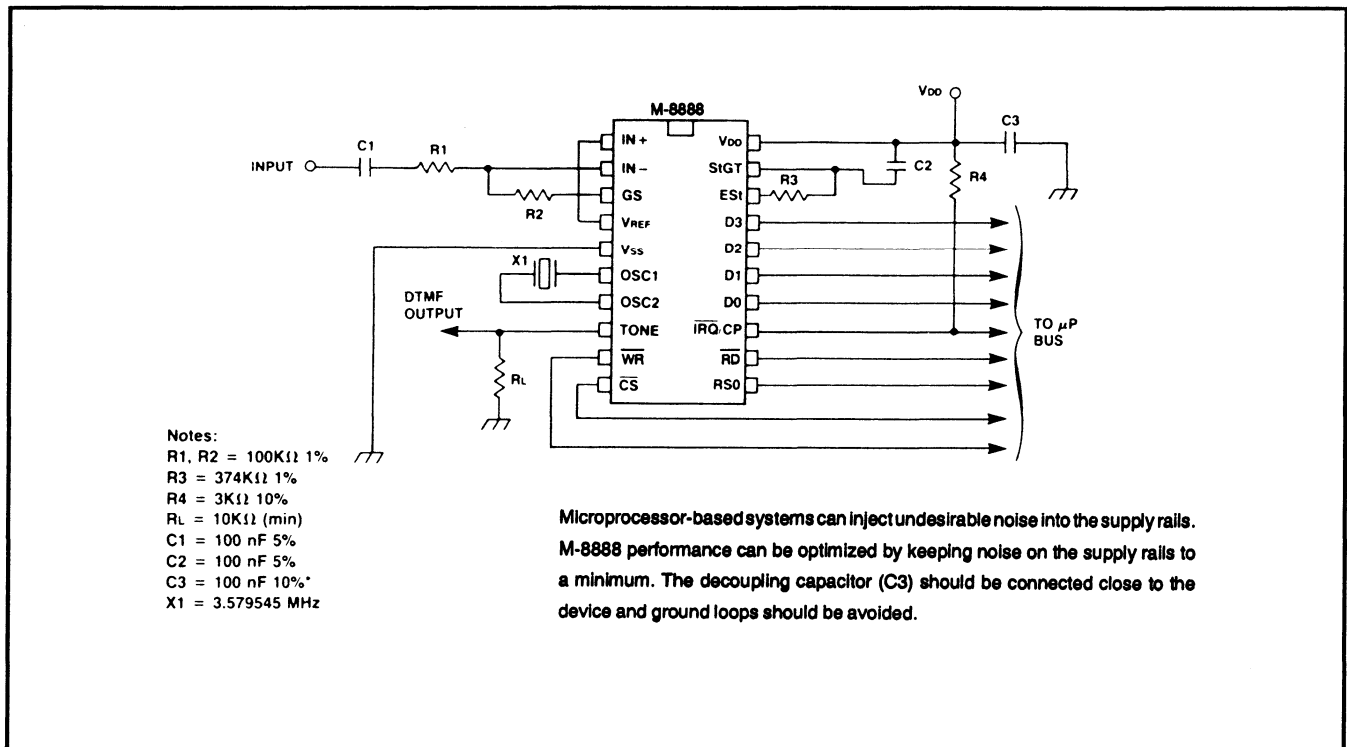 M-8888
VDD
C3
C1
R1
INPUT
R2
IN+
IN−
GS
VREF
VSS
OSC1
OSC2
TONE
W̅R̅
C̅S̅
VDD
StGT
ESt
D3
D2
D1
D0
I̅R̅Q̅/CP
R̅D̅
RS0
C2
R3
R4
X1
DTMF
OUTPUT
RL
TO µP
BUS
Notes:
R1, R2 = 100KΩ 1%
R3 = 374KΩ 1%
R4 = 3KΩ 10%
RL = 10KΩ (min)
C1 = 100 nF 5%
C2 = 100 nF 5%
C3 = 100 nF 10%*
X1 = 3.579545 MHz
Microprocessor-based systems can inject undesirable noise into the supply rails.
M-8888 performance can be optimized by keeping noise on the supply rails to
a minimum. The decoupling capacitor (C3) should be connected close to the
device and ground loops should be avoided.